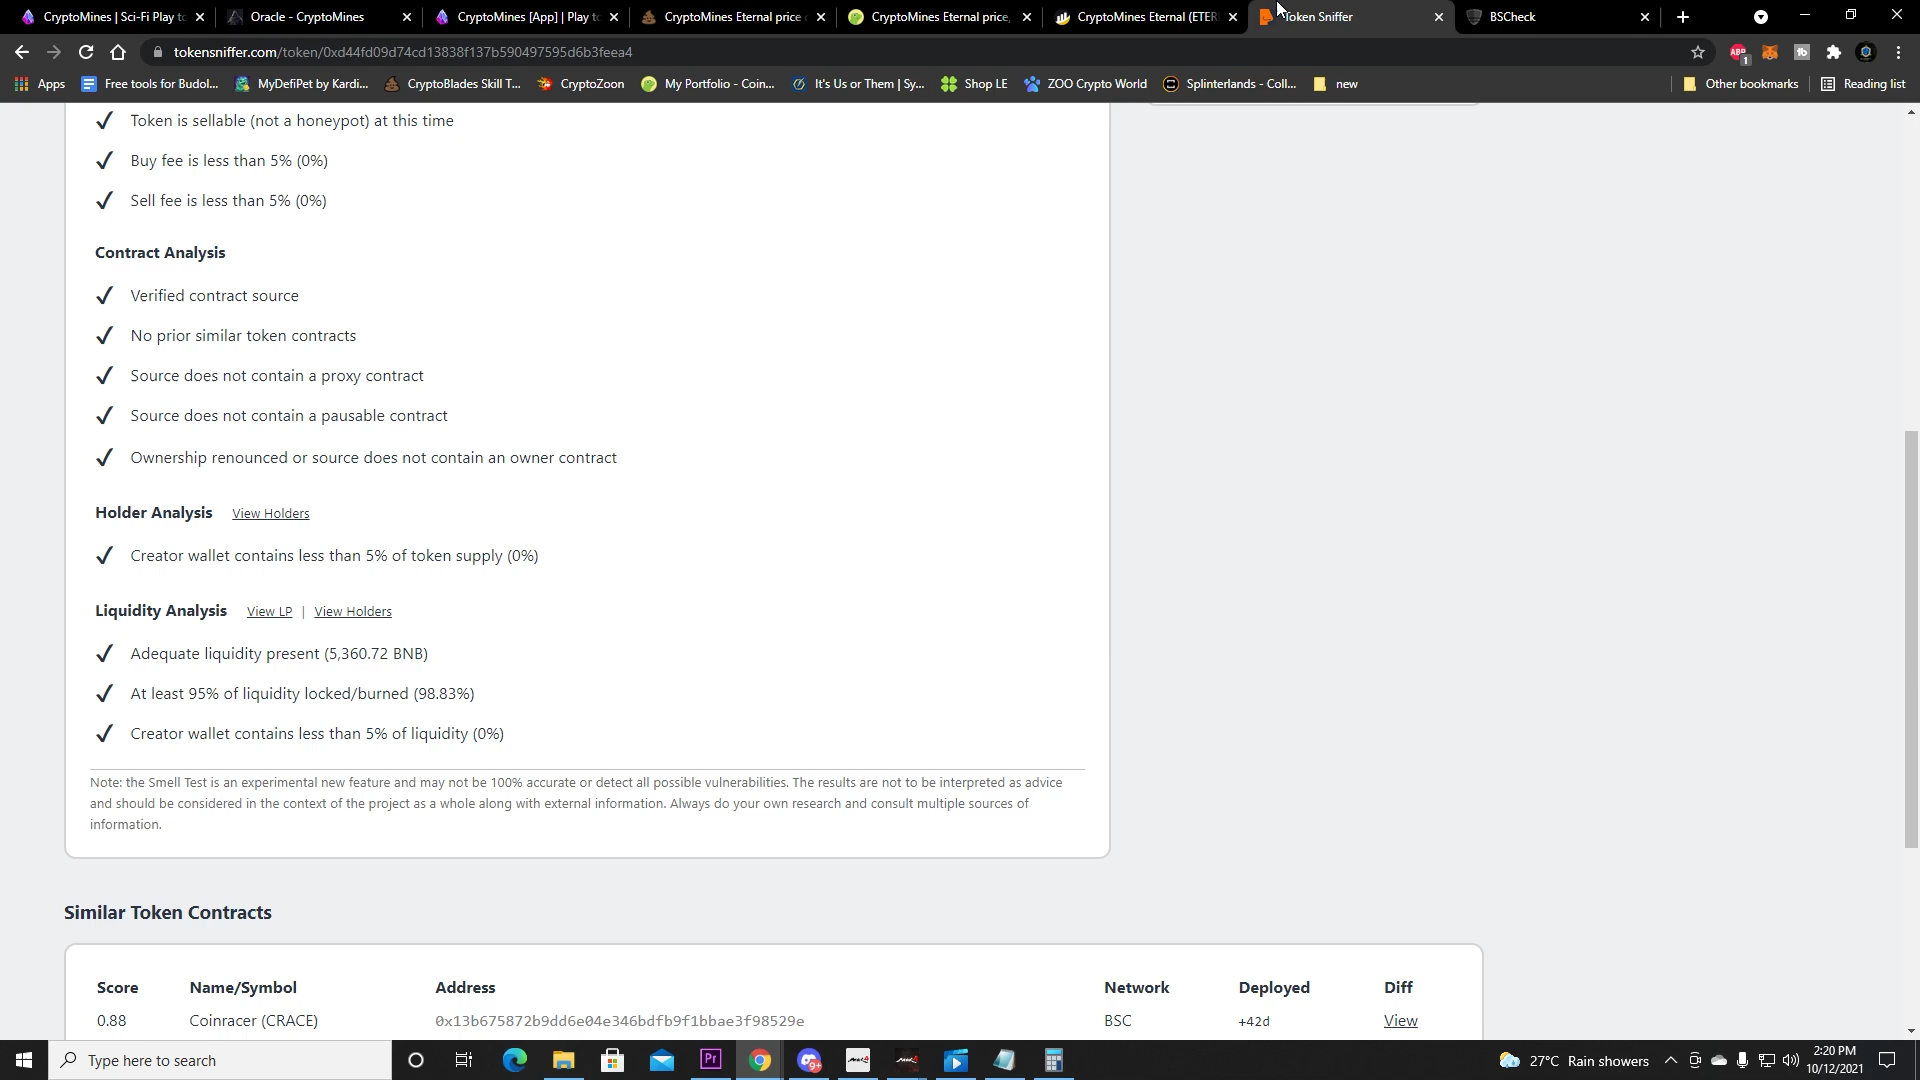 CryptoMines | Sci-Fi Play to
Oracle - CryptoMines
CryptoMines [App] | Play to
CryptoMines Eternal price
CryptoMines Eternal price,
CryptoMines Eternal (ETER
Token Sniffer
BSCheck
tokensniffer.com/token/0xd44fd09d74cd13838f137b590497595d6b3feea4
ABP
1
Apps
Free tools for Budol...
MyDefiPet by Kardi...
CryptoBlades Skill T...
CryptoZoon
My Portfolio - Coin...
It's Us or Them | Sy...
Shop LE
ZOO Crypto World
Splinterlands - Coll...
new
Other bookmarks
Reading list
Token is sellable (not a honeypot) at this time
Buy fee is less than 5% (0%)
Sell fee is less than 5% (0%)
Contract Analysis
Verified contract source
No prior similar token contracts
Source does not contain a proxy contract
Source does not contain a pausable contract
Ownership renounced or source does not contain an owner contract
Holder Analysis View Holders
Creator wallet contains less than 5% of token supply (0%)
Liquidity Analysis View LP | View Holders
Adequate liquidity present (5,360.72 BNB)
At least 95% of liquidity locked/burned (98.83%)
Creator wallet contains less than 5% of liquidity (0%)
Note: the Smell Test is an experimental new feature and may not be 100% accurate or detect all possible vulnerabilities. The results are not to be interpreted as advice
and should be considered in the context of the project as a whole along with external information. Always do your own research and consult multiple sources of
information.
Similar Token Contracts
Score Name/Symbol Address Network Deployed Diff
0.88 Coinracer (CRACE) 0x13b675872b9dd6e04e346bdfb9f1bbae3f98529e BSC +42d View
Type here to search
Pr
9+
27°C Rain showers
2:20 PM
10/12/2021